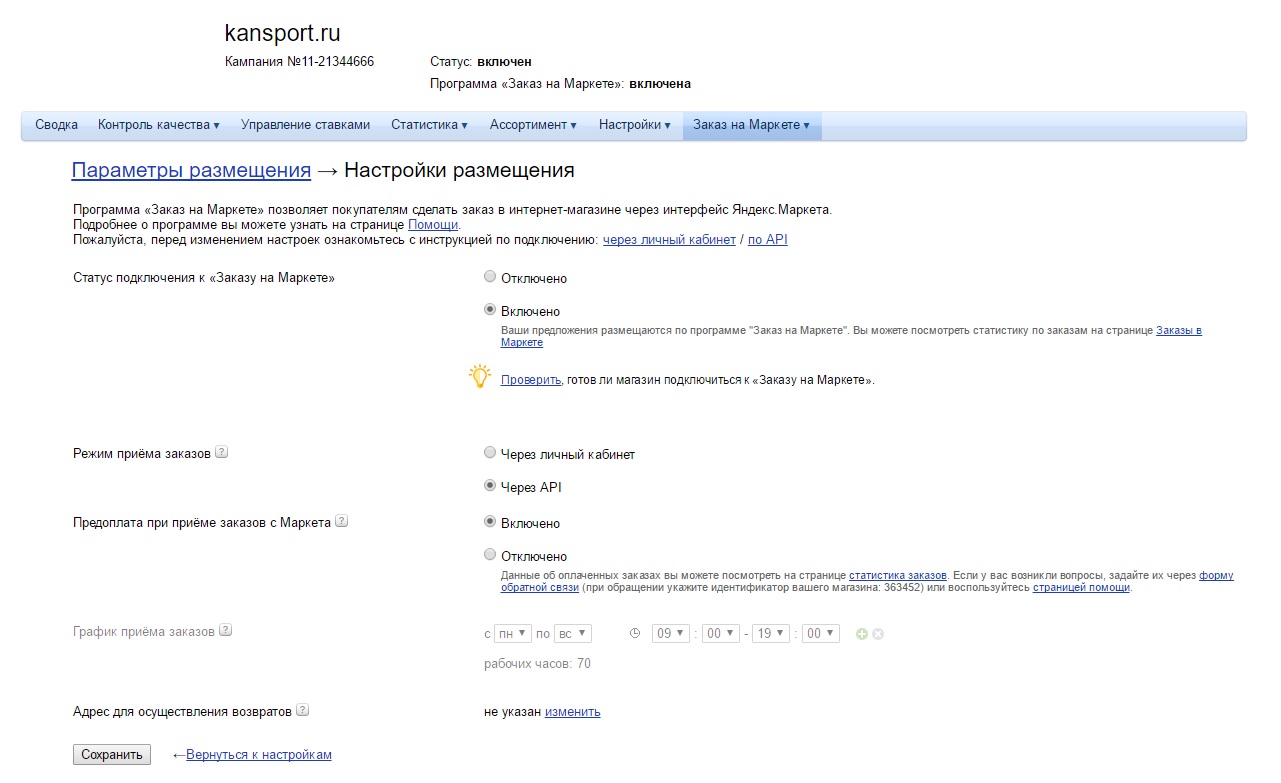 kansport.ru
Кампания №11-21344666
Статус: включен
Программа «Заказ на Маркете»: включена
Сводка Контроль качества ▾ Управление ставками Статистика ▾ Ассортимент ▾ Настройки ▾ Заказ на Маркете ▾
Параметры размещения → Настройки размещения
Программа «Заказ на Маркете» позволяет покупателям сделать заказ в интернет-магазине через интерфейс Яндекс.Маркета.
Подробнее о программе вы можете узнать на странице Помощи.
Пожалуйста, перед изменением настроек ознакомьтесь с инструкцией по подключению: через личный кабинет / по API
Статус подключения к «Заказу на Маркете»
Отключено
Включено
Ваши предложения размещаются по программе "Заказ на Маркете". Вы можете посмотреть статистику по заказам на странице Заказы в
Маркете
Проверить, готов ли магазин подключиться к «Заказу на Маркете».
Режим приёма заказов ?
Через личный кабинет
Через API
Предоплата при приёме заказов с Маркета ?
Включено
Отключено
Данные об оплаченных заказах вы можете посмотреть на странице статистика заказов. Если у вас возникли вопросы, задайте их через форму
обратной связи (при обращении укажите идентификатор вашего магазина: 363452) или воспользуйтесь страницей помощи.
График приёма заказов ?
с пн ▼ по вс ▼ 09 ▼ : 00 ▼ - 19 ▼ : 00 ▼
рабочих часов: 70
Адрес для осуществления возвратов ?
не указан изменить
Сохранить ←Вернуться к настройкам